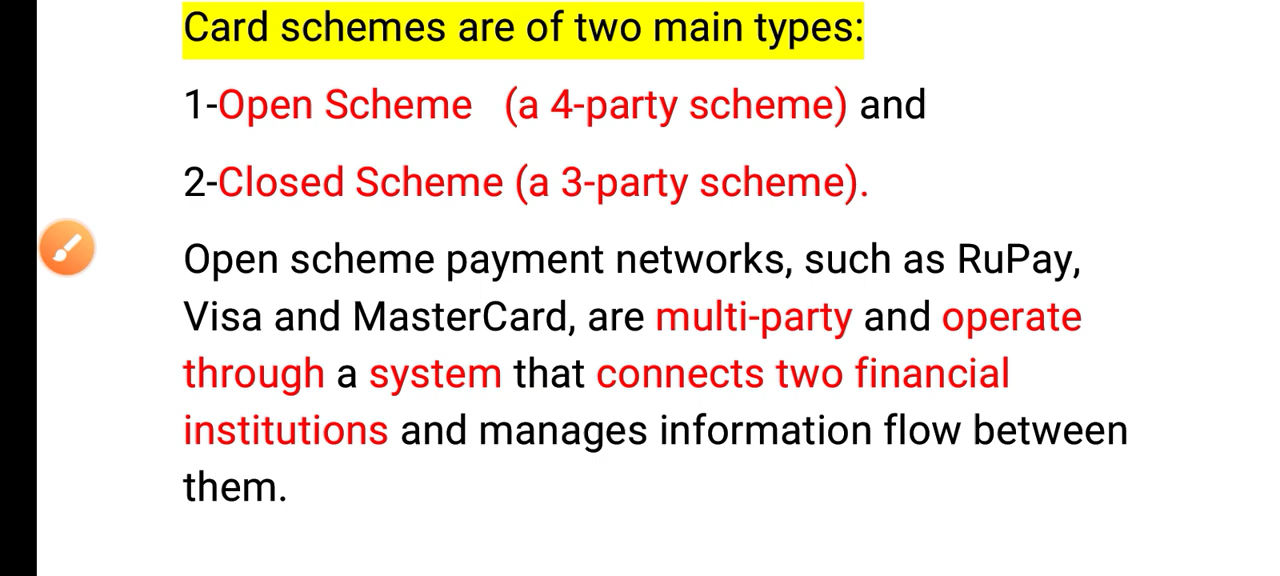 Card schemes are of two main types:
1-Open Scheme (a 4-party scheme) and
2-Closed Scheme (a 3-party scheme).
Open scheme payment networks, such as RuPay,
Visa and MasterCard, are multi-party and operate
through a system that connects two financial
institutions and manages information flow between
them.